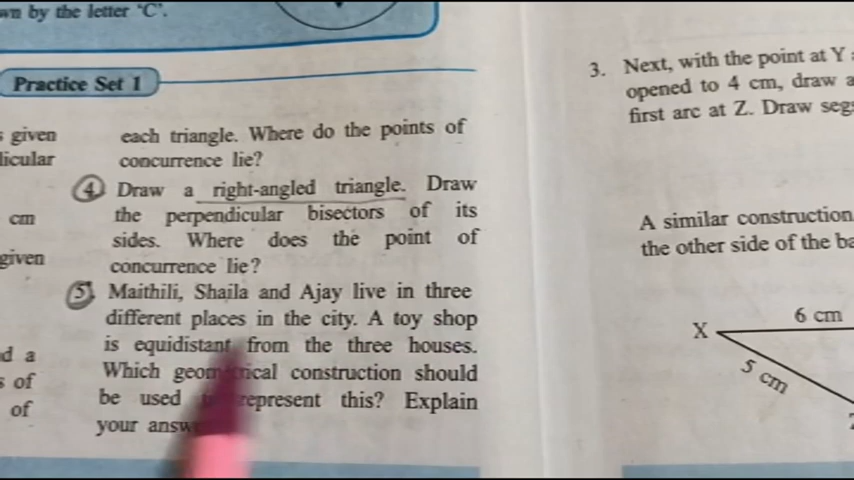 wn by the letter 'C'.
Practice Set 1
given
licular
cm
given
d a
s of
of
each triangle. Where do the points of
concurrence lie?
4. Draw a right-angled triangle. Draw
the perpendicular bisectors of its
sides. Where does the point of
concurrence lie?
5. Maithili, Shaila and Ajay live in three
different places in the city. A toy shop
is equidistant from the three houses.
Which geometrical construction should
be used represent this? Explain
your answ
3. Next, with the point at Y
opened to 4 cm, draw a
first arc at Z. Draw seg
A similar construction
the other side of the ba
X
6 cm
5 cm